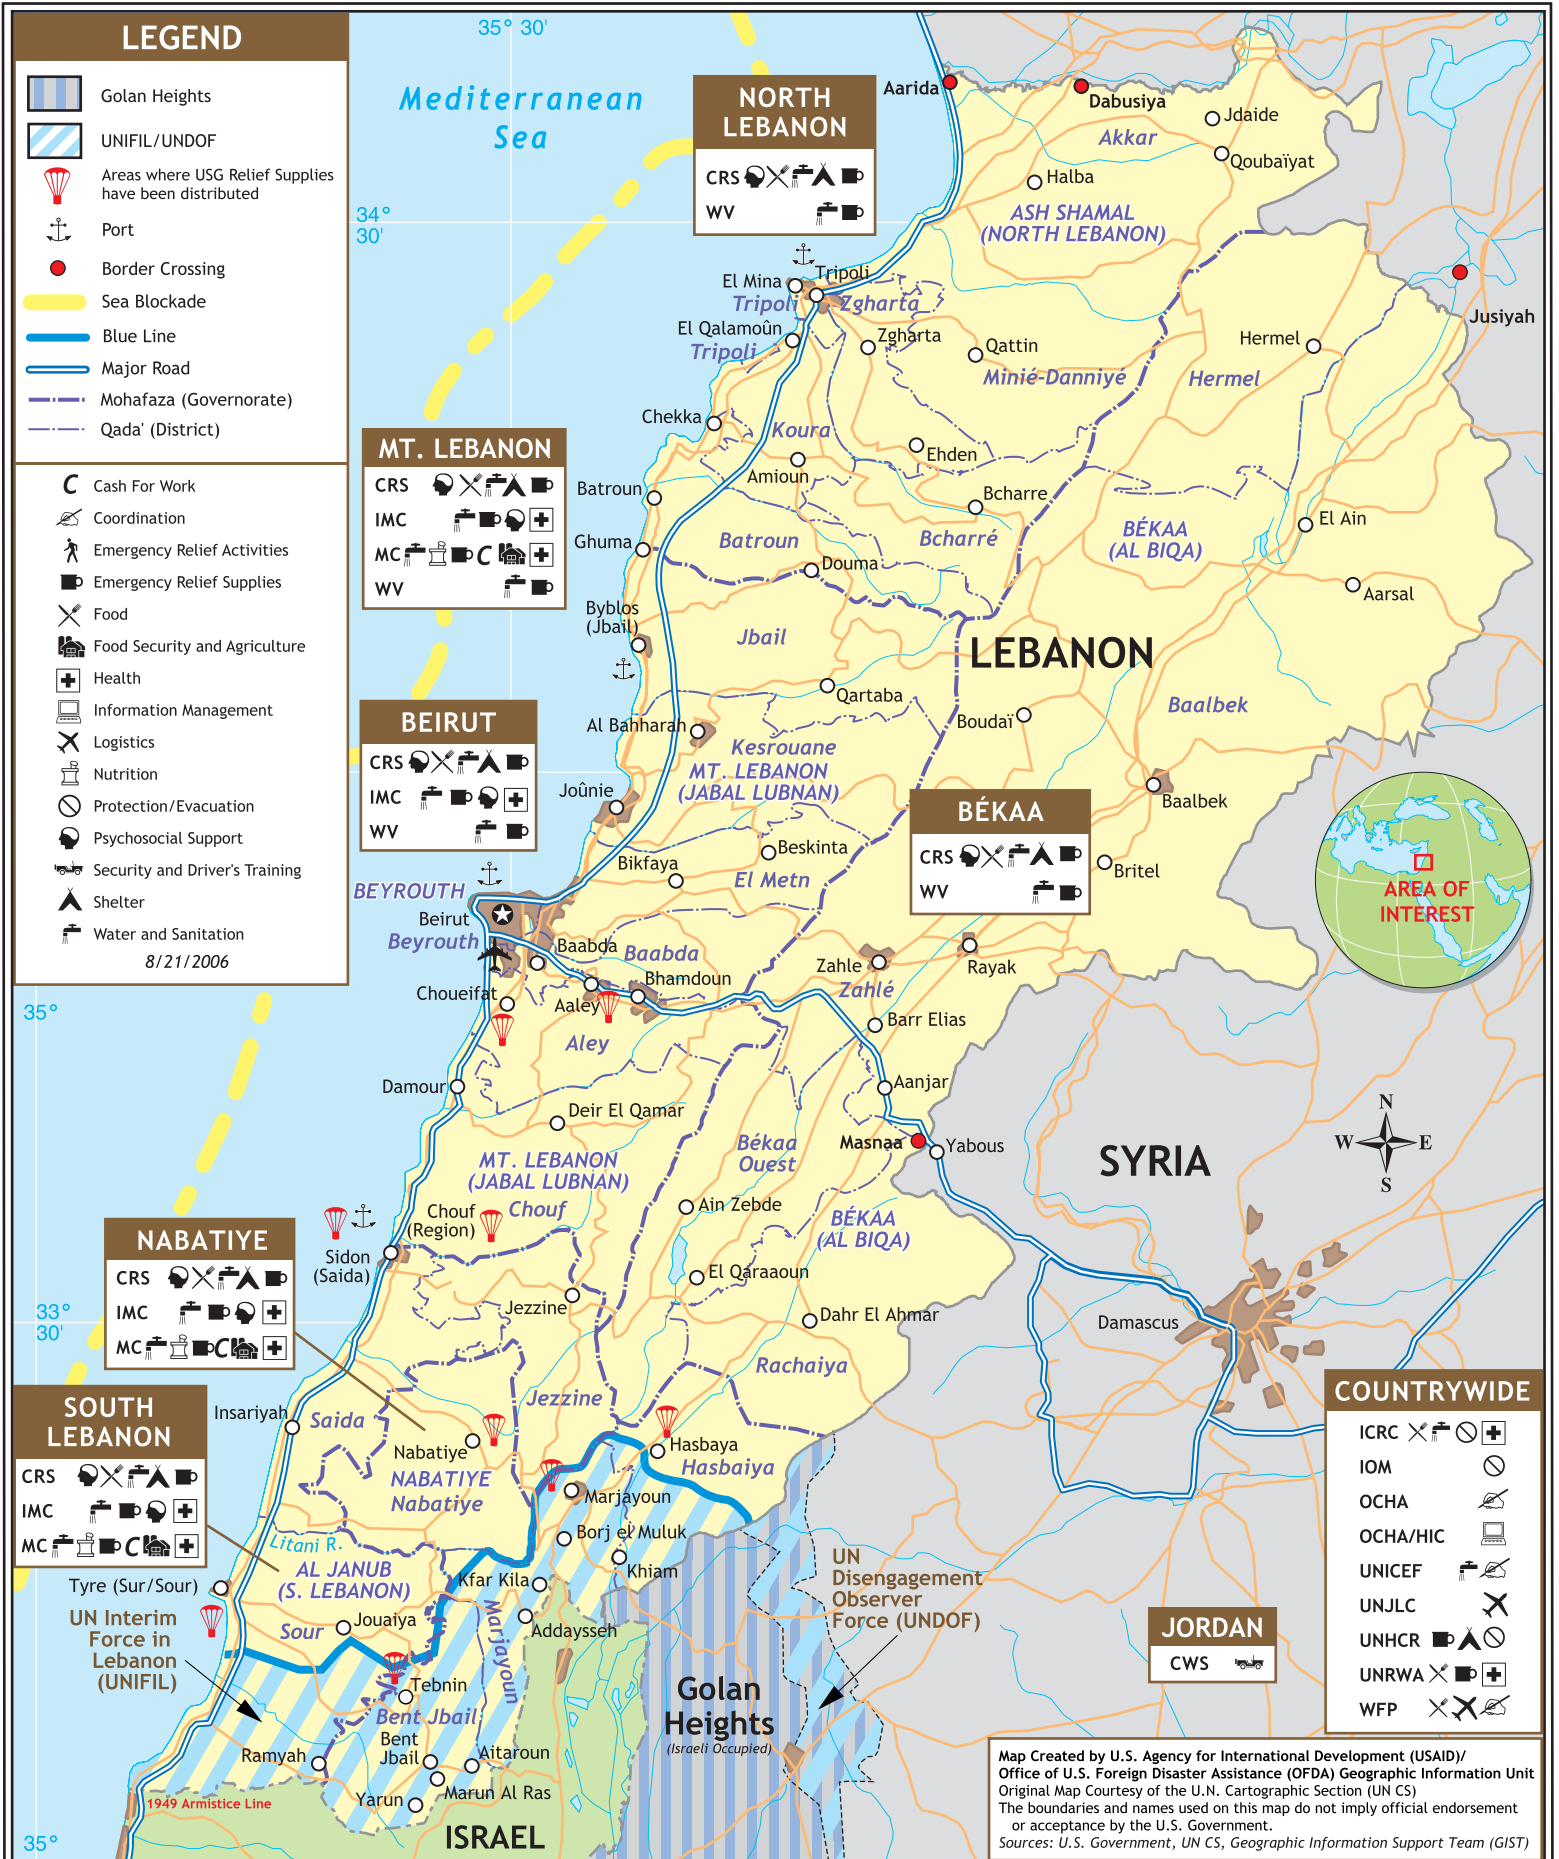 LEGEND
Golan Heights
UNIFIL/UNDOF
Areas where USG Relief Supplies
have been distributed
Port
Border Crossing
Sea Blockade
Blue Line
Major Road
Mohafaza (Governorate)
Qada' (District)
C Cash For Work
Coordination
Emergency Relief Activities
Emergency Relief Supplies
Food
Food Security and Agriculture
Health
Information Management
Logistics
Nutrition
Protection/Evacuation
Psychosocial Support
Security and Driver's Training
Shelter
Water and Sanitation
8/21/2006
35° 30'
Mediterranean
Sea
34°
30'
NORTH
LEBANON
CRS
WV
Aarida
Dabusiya
Jdaide
Akkar
Qoubaïyat
Halba
ASH SHAMAL
(NORTH LEBANON)
El Mina
Tripoli
Tripoli
Zgharta
El Qalamoûn
Tripoli
Zgharta
Qattin
Minié-Danniyé
Hermel
Hermel
Jusiyah
Chekka
Koura
Amioun
Ehden
MT. LEBANON
CRS
IMC
MC C
WV
Batroun
Bcharre
Ghuma
Batroun
Bcharré
BÉKAA
(AL BIQA)
El Ain
Douma
Aarsal
Byblos
(Jbail)
Jbail
LEBANON
Qartaba
Baalbek
Boudaï
Al Bahharah
Kesrouane
MT. LEBANON
(JABAL LUBNAN)
BEIRUT
CRS
IMC
WV
Joûnie
Baalbek
BÉKAA
CRS
WV
Beskinta
Bikfaya
El Metn
Britel
AREA OF
INTEREST
BEYROUTH
Beirut
Beyrouth
Baabda
Baabda
Bhamdoun
Zahle
Rayak
Zahlé
Choueifat
Aaley
35°
Barr Elias
Aley
Damour
Aanjar
Deir El Qamar
Masnaa
Yabous
Békaa
Ouest
SYRIA
N
W E
S
MT. LEBANON
(JABAL LUBNAN)
Chouf
Chouf
(Region)
Ain Zebde
BÉKAA
(AL BIQA)
NABATIYE
CRS
IMC
MC C
Sidon
(Saida)
El Qaraaoun
Jezzine
Dahr El Ahmar
Damascus
33°
30'
Rachaiya
SOUTH
LEBANON
CRS
IMC
MC C
Insariyah
Saida
Jezzine
Nabatiye
NABATIYE
Nabatiye
Hasbaya
Hasbaiya
Marjayoun
Borj el Muluk
Khiam
Litani R.
AL JANUB
(S. LEBANON)
Kfar Kila
Tyre (Sur/Sour)
Jouaiya
Sour
Addaysseh
Marjayoun
UN Interim
Force in
Lebanon
(UNIFIL)
Tebnin
Bent Jbail
Bent
Jbail
Aitaroun
Ramyah
Marun Al Ras
Yarun
1949 Armistice Line
ISRAEL
35°
UN
Disengagement
Observer
Force (UNDOF)
Golan
Heights
(Israeli Occupied)
JORDAN
CWS
COUNTRYWIDE
ICRC
IOM
OCHA
OCHA/HIC
UNICEF
UNJLC
UNHCR
UNRWA
WFP
Map Created by U.S. Agency for International Development (USAID)/
Office of U.S. Foreign Disaster Assistance (OFDA) Geographic Information Unit
Original Map Courtesy of the U.N. Cartographic Section (UN CS)
The boundaries and names used on this map do not imply official endorsement
or acceptance by the U.S. Government.
Sources: U.S. Government, UN CS, Geographic Information Support Team (GIST)